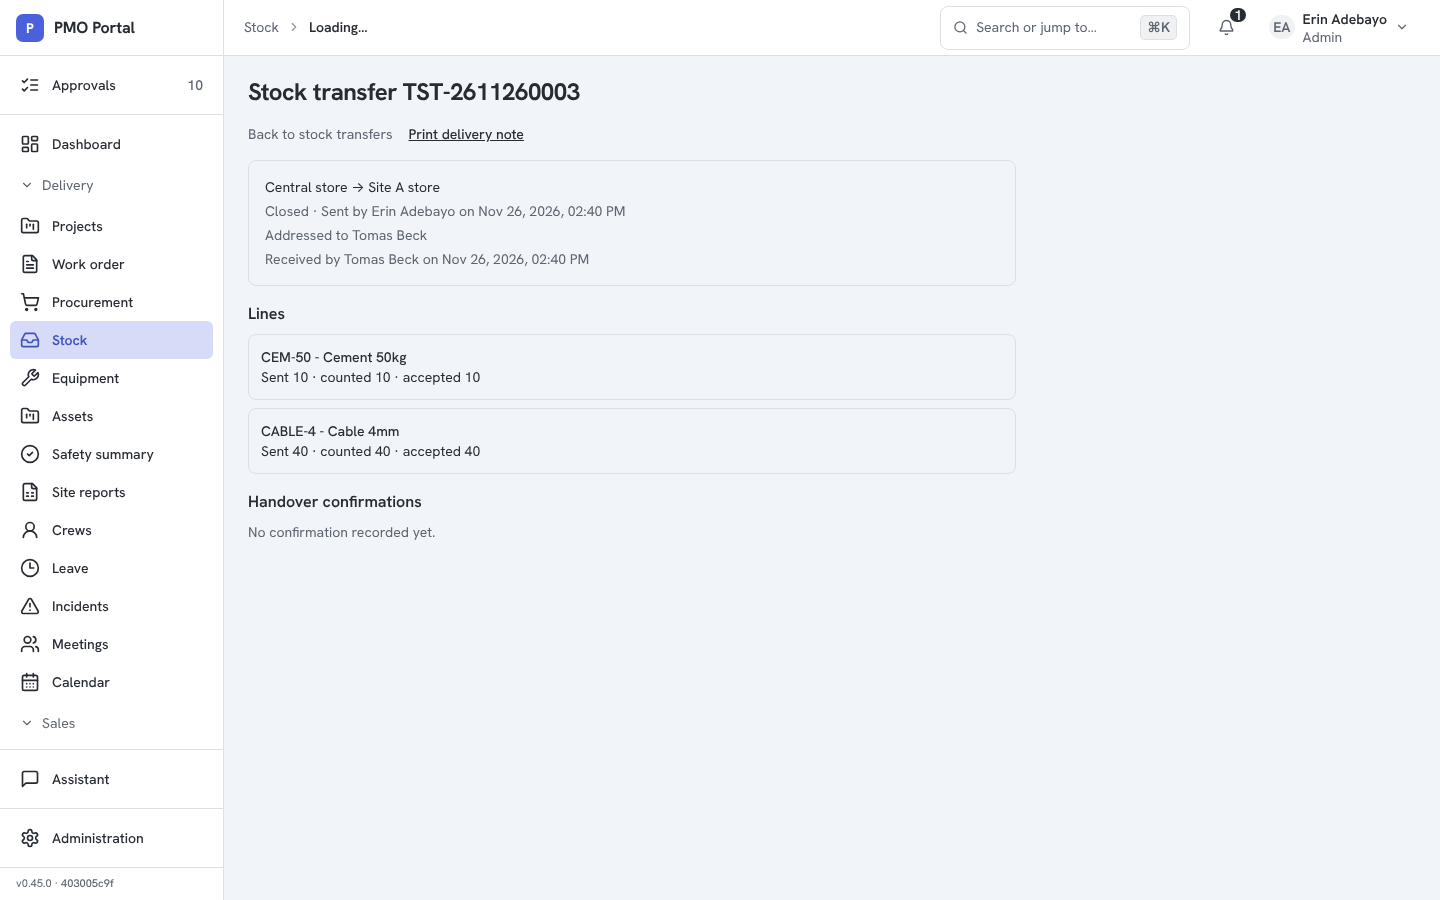 P PMO Portal
Stock > Loading...
Search or jump to... ⌘K
1
EA Erin Adebayo
Admin
Approvals 10
Dashboard
Delivery
Projects
Work order
Procurement
Stock
Equipment
Assets
Safety summary
Site reports
Crews
Leave
Incidents
Meetings
Calendar
Sales
Assistant
Administration
v0.45.0 · 403005c9f
Stock transfer TST-2611260003
Back to stock transfers Print delivery note
Central store → Site A store
Closed · Sent by Erin Adebayo on Nov 26, 2026, 02:40 PM
Addressed to Tomas Beck
Received by Tomas Beck on Nov 26, 2026, 02:40 PM
Lines
CEM-50 - Cement 50kg
Sent 10 · counted 10 · accepted 10
CABLE-4 - Cable 4mm
Sent 40 · counted 40 · accepted 40
Handover confirmations
No confirmation recorded yet.